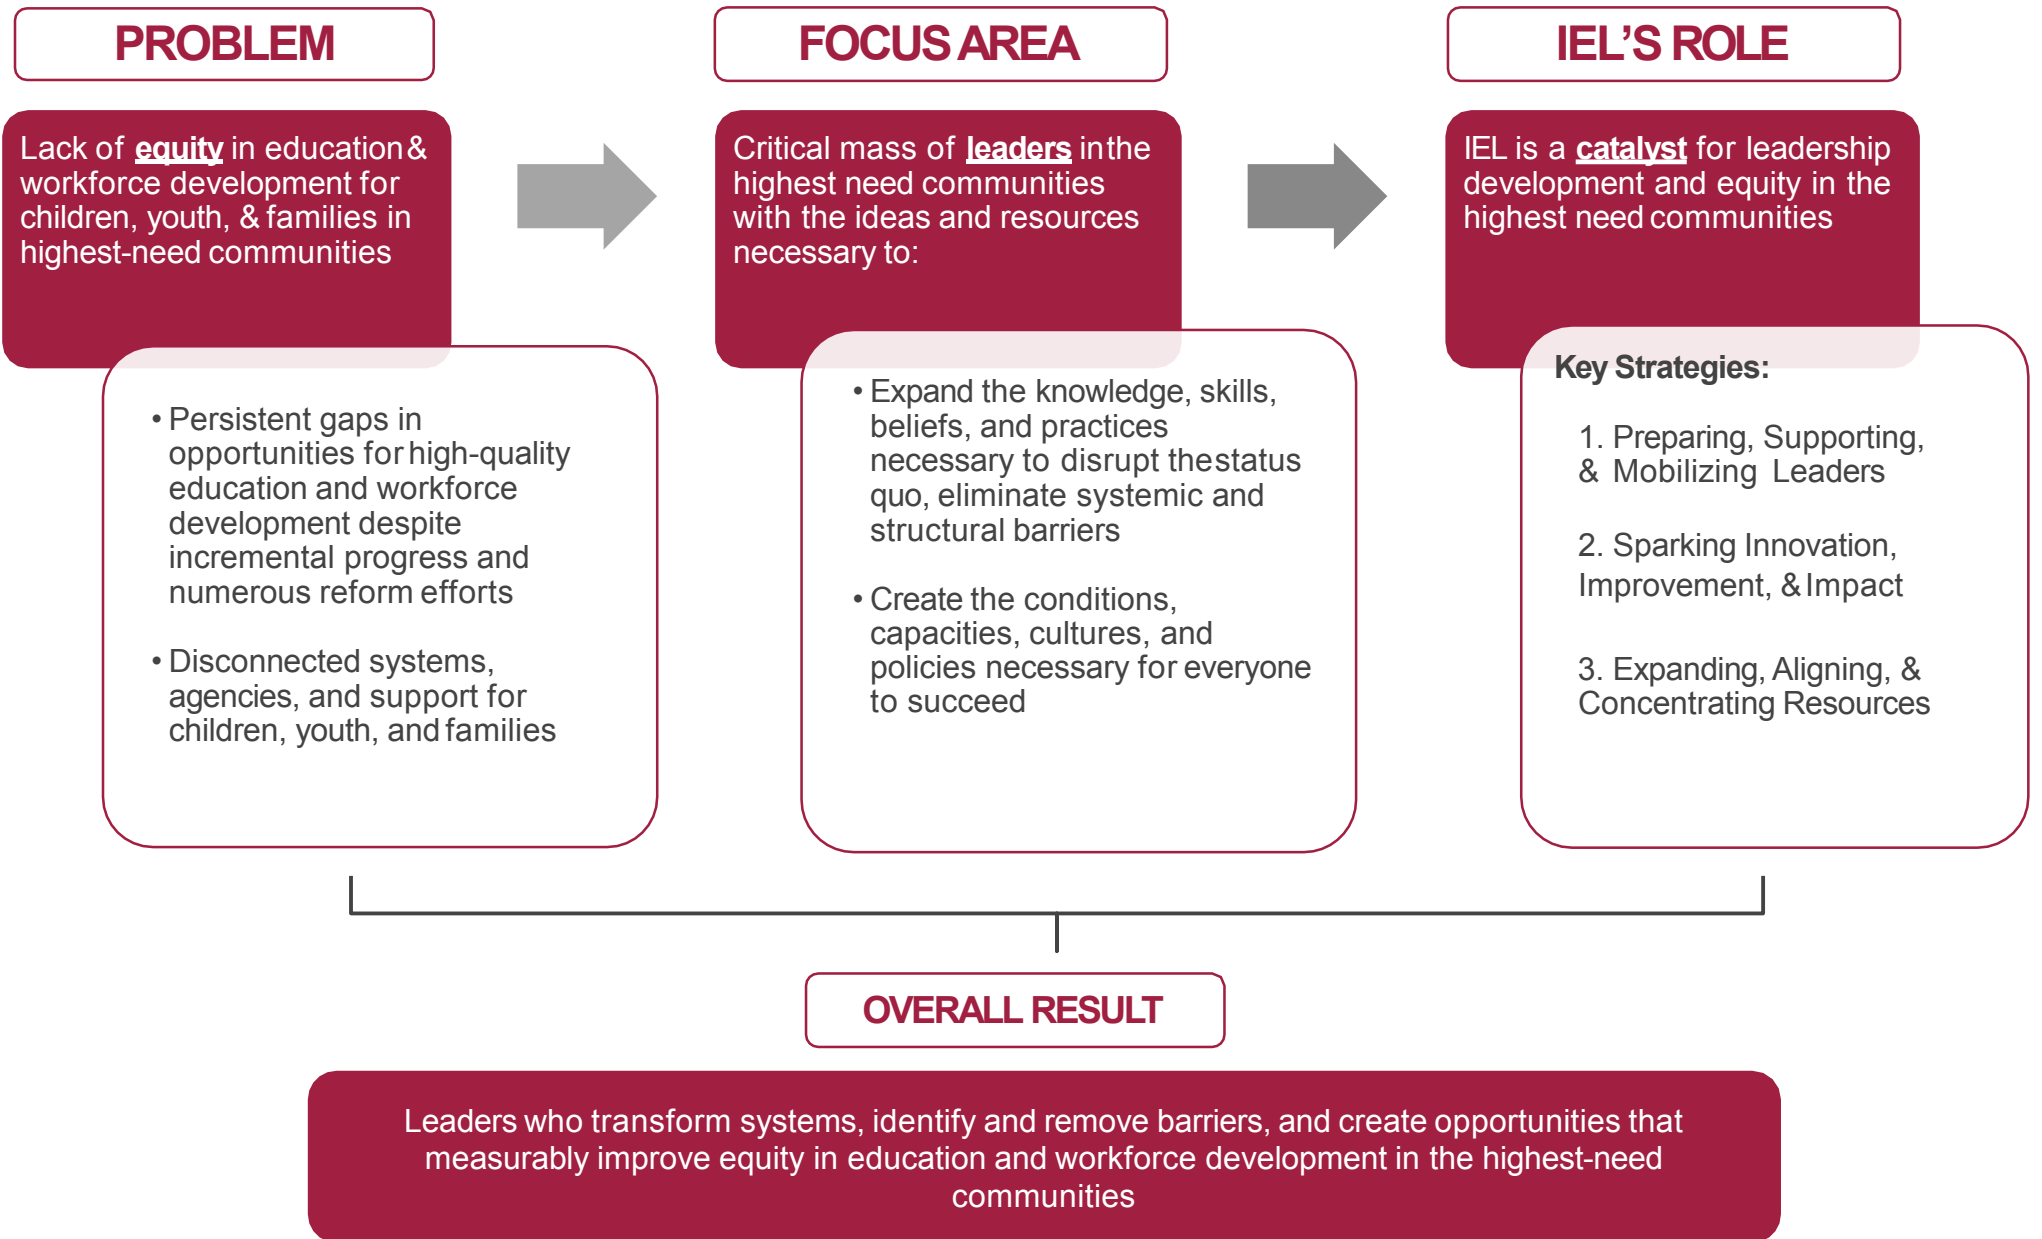 PROBLEM
Lack of equity in education &
workforce development for
children, youth, & families in
highest-need communities
• Persistent gaps in
opportunities for high-quality
education and workforce
development despite
incremental progress and
numerous reform efforts
• Disconnected systems,
agencies, and support for
children, youth, and families
FOCUS AREA
Critical mass of leaders in the
highest need communities
with the ideas and resources
necessary to:
• Expand the knowledge, skills,
beliefs, and practices
necessary to disrupt the status
quo, eliminate systemic and
structural barriers
• Create the conditions,
capacities, cultures, and
policies necessary for everyone
to succeed
IEL’S ROLE
IEL is a catalyst for leadership
development and equity in the
highest need communities
Key Strategies:
1. Preparing, Supporting,
& Mobilizing Leaders
2. Sparking Innovation,
Improvement, & Impact
3. Expanding, Aligning, &
Concentrating Resources
OVERALL RESULT
Leaders who transform systems, identify and remove barriers, and create opportunities that
measurably improve equity in education and workforce development in the highest-need
communities